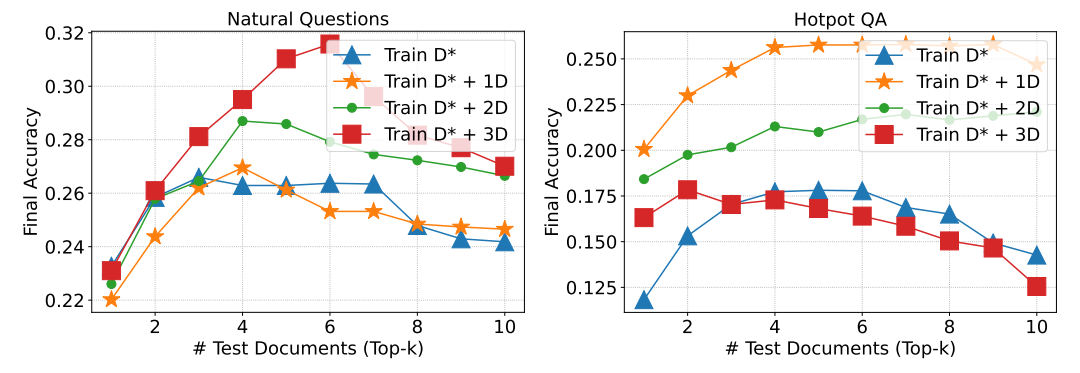 Natural Questions
0.32
0.30
0.28
0.26
0.24
0.22
Final Accuracy
2
4
6
8
10
# Test Documents (Top-k)
Train D*
Train D* + 1D
Train D* + 2D
Train D* + 3D
Hotpot QA
0.250
0.225
0.200
0.175
0.150
0.125
Final Accuracy
2
4
6
8
10
# Test Documents (Top-k)
Train D*
Train D* + 1D
Train D* + 2D
Train D* + 3D